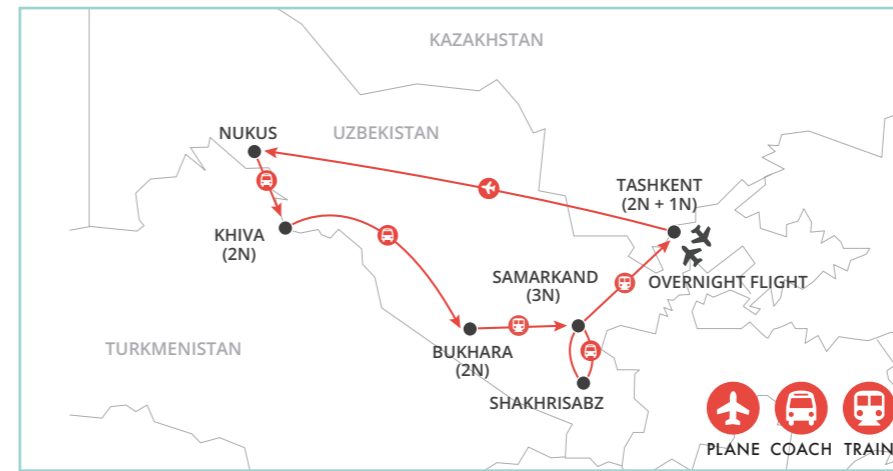 KAZAKHSTAN
NUKUS
UZBEKISTAN
TASHKENT
(2N + 1N)
KHIVA
(2N)
SAMARKAND
(3N)
OVERNIGHT FLIGHT
TURKMENISTAN
BUKHARA
(2N)
SHAKHRISABZ
PLANE COACH TRAIN